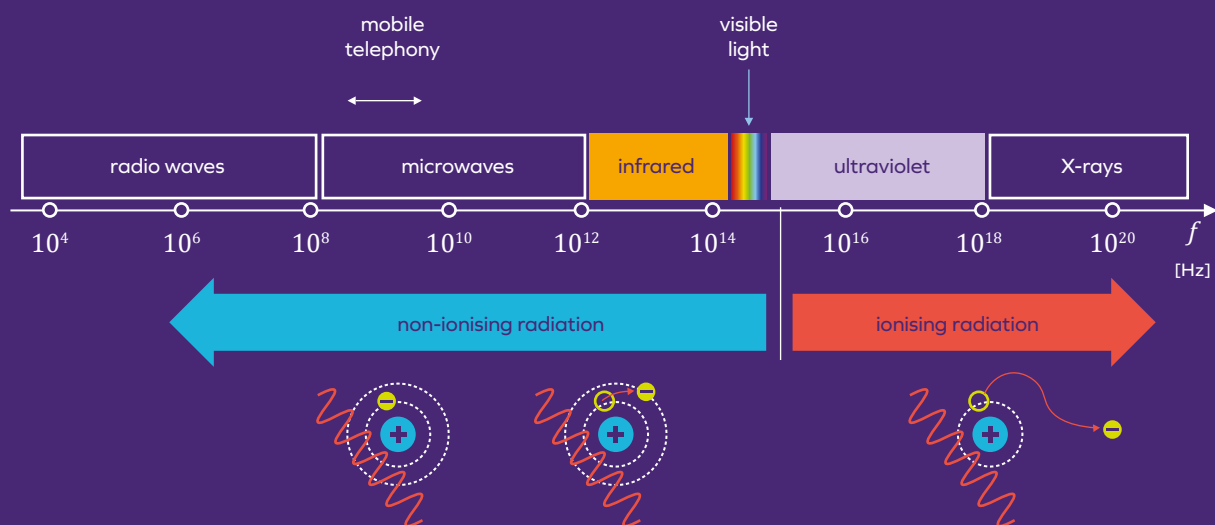 mobile
telephony
visible
light
radio waves
microwaves
infrared
ultraviolet
X-rays
10⁴
10⁶
10⁸
10¹⁰
10¹²
10¹⁴
10¹⁶
10¹⁸
10²⁰
f
[Hz]
non-ionising radiation
ionising radiation